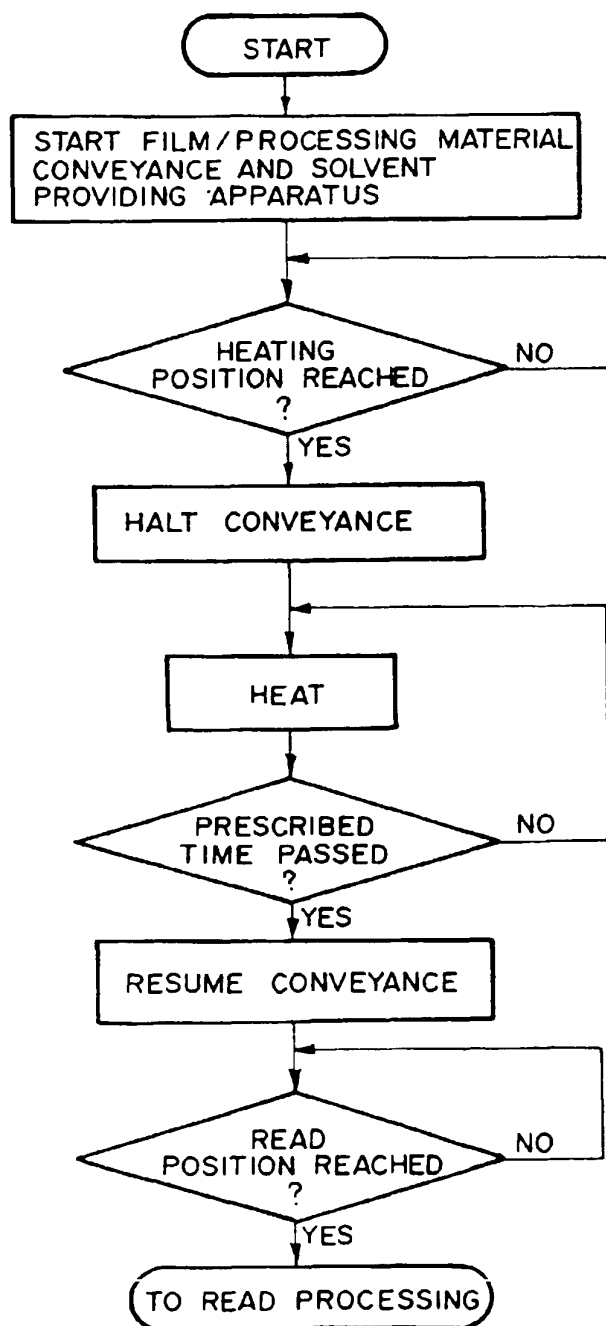 START
START FILM/PROCESSING MATERIAL
CONVEYANCE AND SOLVENT
PROVIDING APPARATUS
HEATING
POSITION REACHED
?
NO
YES
HALT CONVEYANCE
HEAT
PRESCRIBED
TIME PASSED
?
NO
YES
RESUME CONVEYANCE
READ
POSITION REACHED
?
NO
YES
TO READ PROCESSING